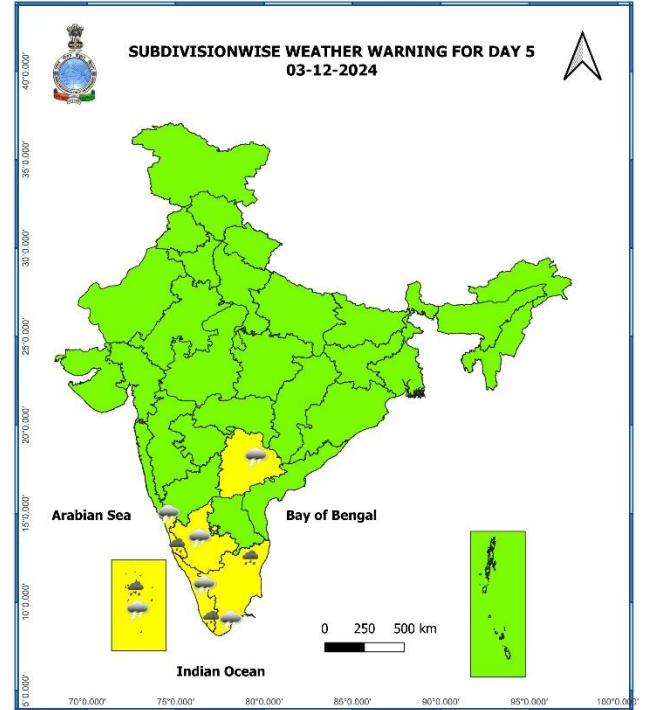 SUBDIVISIONWISE WEATHER WARNING FOR DAY 5
03-12-2024
40°0.000'
35°0.000'
30°0.000'
25°0.000'
20°0.000'
15°0.000'
10°0.000'
5°0.000'
Arabian Sea
Bay of Bengal
0 250 500 km
Indian Ocean
70°0.000' 75°0.000' 80°0.000' 85°0.000' 90°0.000' 95°0.000' 100°0.000'